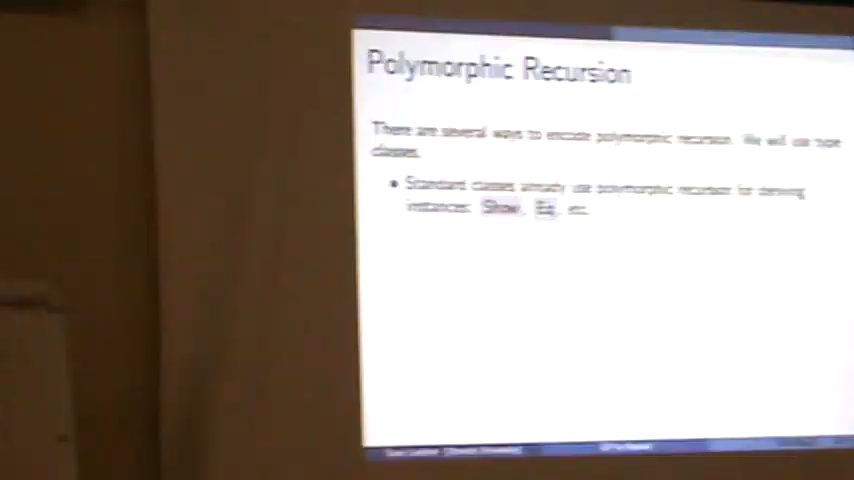 Polymorphic Recursion
There are several ways to encode polymorphic recursion. We will use type
classes.
• Standard classes already use polymorphic recursion for deriving
instances: Show, Eq, etc.